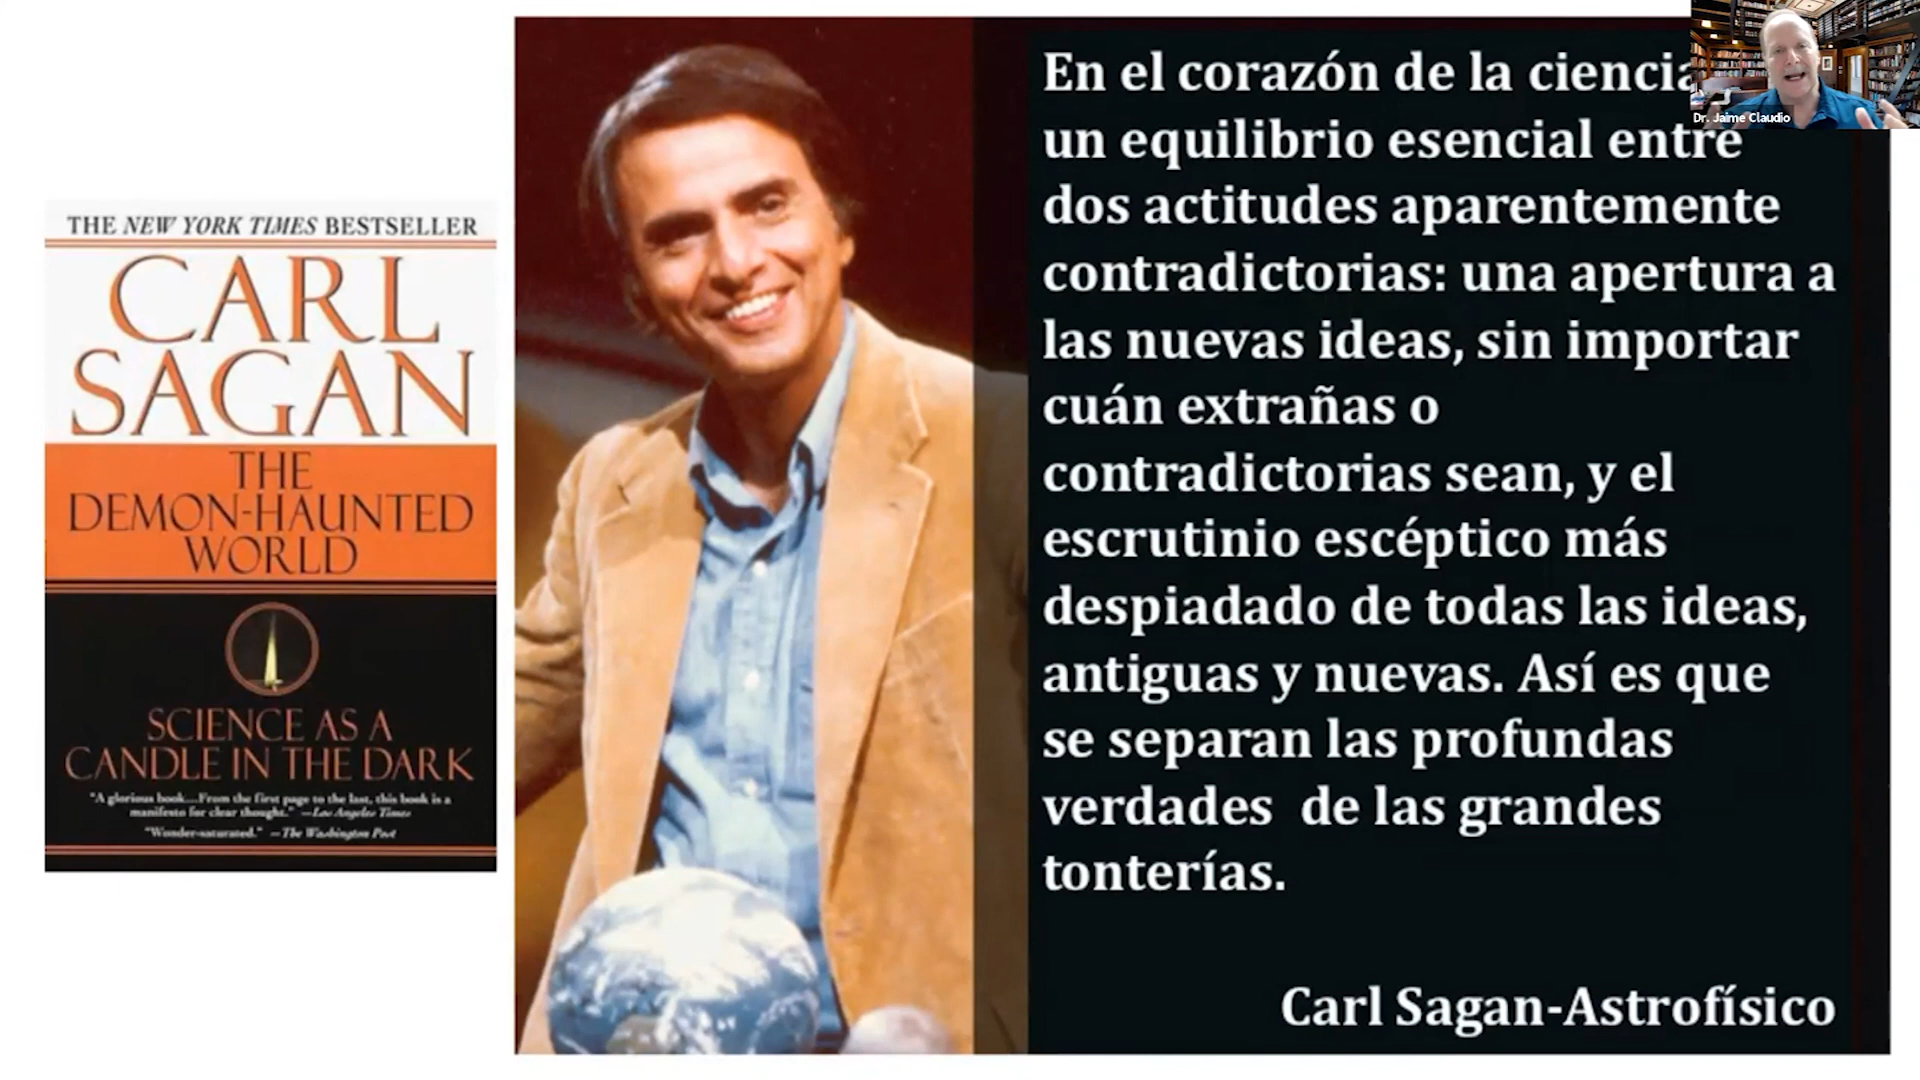 THE NEW YORK TIMES BESTSELLER
CARL
SAGAN
THE
DEMON-HAUNTED
WORLD
SCIENCE AS A
CANDLE IN THE DARK
"A glorious book....From the first page to the last, this book is a
manifesto for clear thought." —Los Angeles Times
"Wonder-saturated." —The Washington Post
En el corazón de la ciencia
un equilibrio esencial entre
dos actitudes aparentemente
contradictorias: una apertura a
las nuevas ideas, sin importar
cuán extrañas o
contradictorias sean, y el
escrutinio escéptico más
despiadado de todas las ideas,
antiguas y nuevas. Así es que
se separan las profundas
verdades de las grandes
tonterías.
Carl Sagan-Astrofísico
Dr. Jaime Claudio